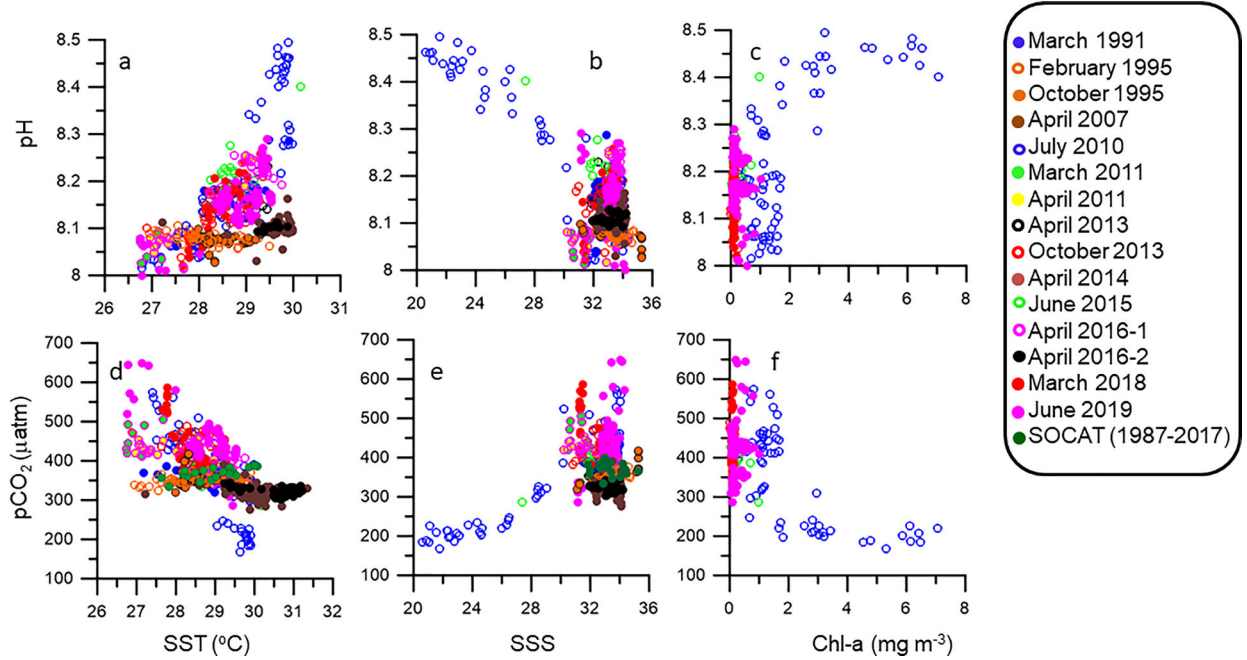 a
b
c
pH
8.5
8.4
8.3
8.2
8.1
8
26 27 28 29 30 31
8.5
8.4
8.3
8.2
8.1
8
20 24 28 32 36
8.5
8.4
8.3
8.2
8.1
8
0 2 4 6 8
d
e
f
pCO₂ (µatm)
700
600
500
400
300
200
100
26 27 28 29 30 31 32
SST (ºC)
700
600
500
400
300
200
100
20 24 28 32 36
SSS
700
600
500
400
300
200
100
0 2 4 6 8
Chl-a (mg m⁻³)
March 1991
February 1995
October 1995
April 2007
July 2010
March 2011
April 2011
April 2013
October 2013
April 2014
June 2015
April 2016-1
April 2016-2
March 2018
June 2019
SOCAT (1987-2017)